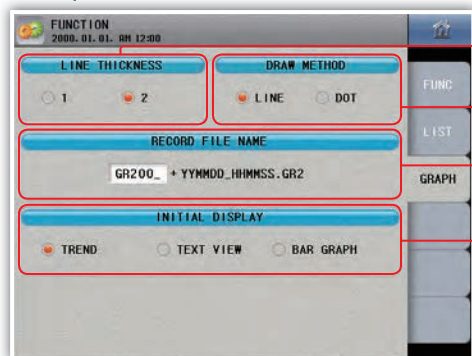 FUNCTION
2000.01.01. AM 12:00
LINE THICKNESS
DRAW METHOD
1
2
LINE
DOT
RECORD FILE NAME
GR200_ + YYMMDD_HHMMSS.GR2
INITIAL DISPLAY
TREND
TEXT VIEW
BAR GRAPH
FUNC
LIST
GRAPH